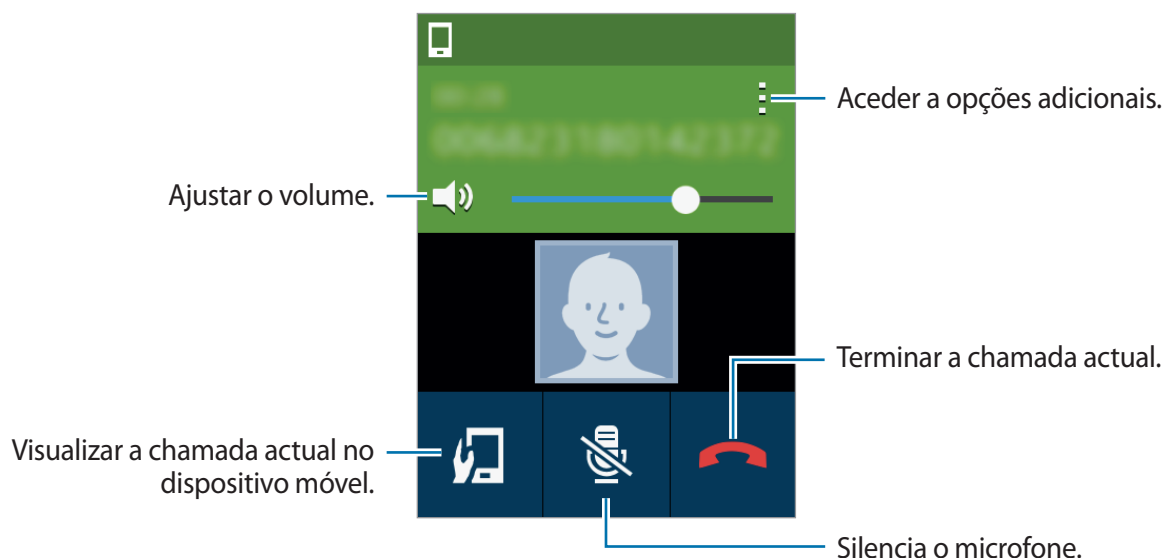 Aceder a opções adicionais.
Ajustar o volume.
Terminar a chamada actual.
Visualizar a chamada actual no
dispositivo móvel.
Silencia o microfone.